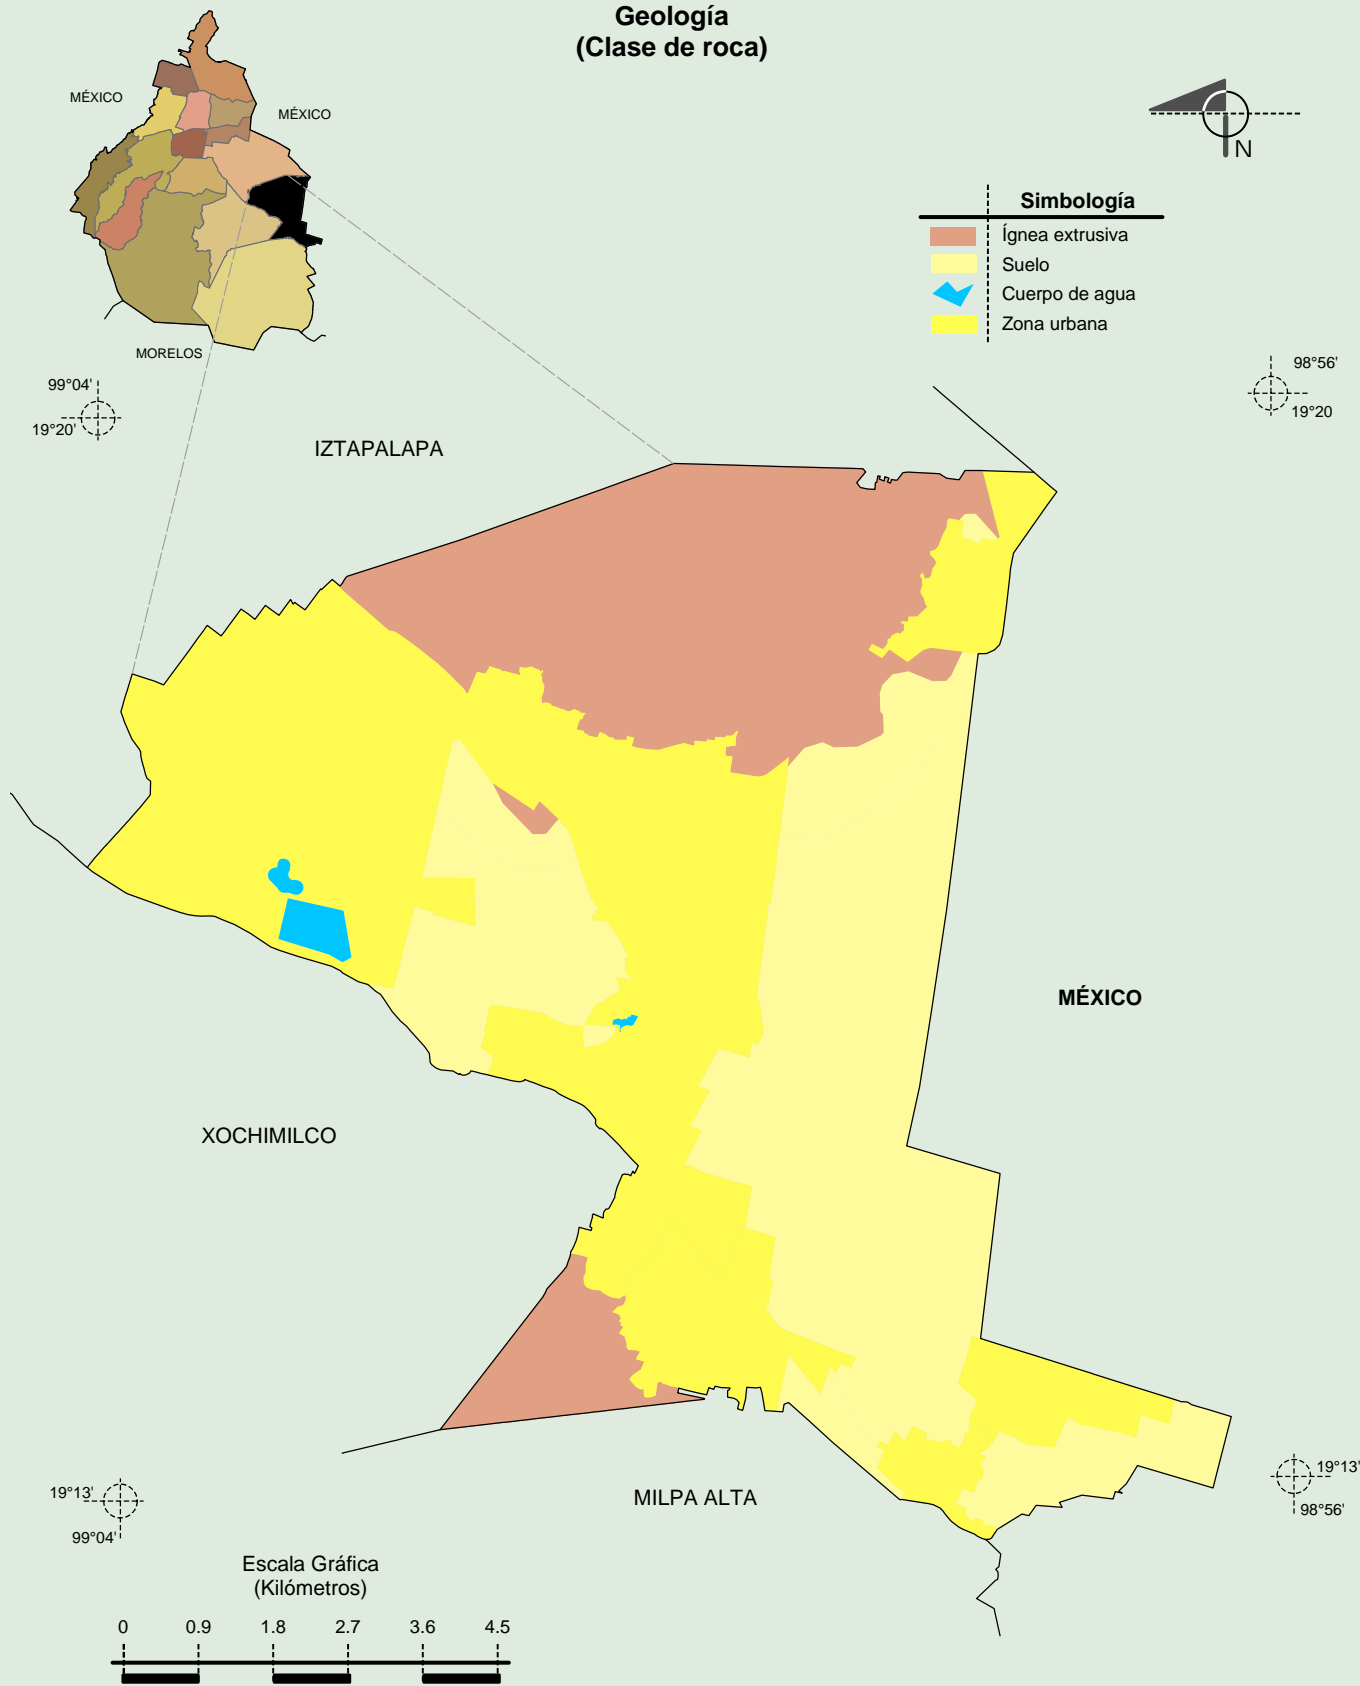 Geología
(Clase de roca)
MÉXICO
MÉXICO
MORELOS
N
Simbología
Ígnea extrusiva
Suelo
Cuerpo de agua
Zona urbana
99°04'
19°20'
98°56'
19°20
IZTAPALAPA
MÉXICO
XOCHIMILCO
MILPA ALTA
19°13'
99°04'
19°13'
98°56'
Escala Gráfica
(Kilómetros)
0 0.9 1.8 2.7 3.6 4.5